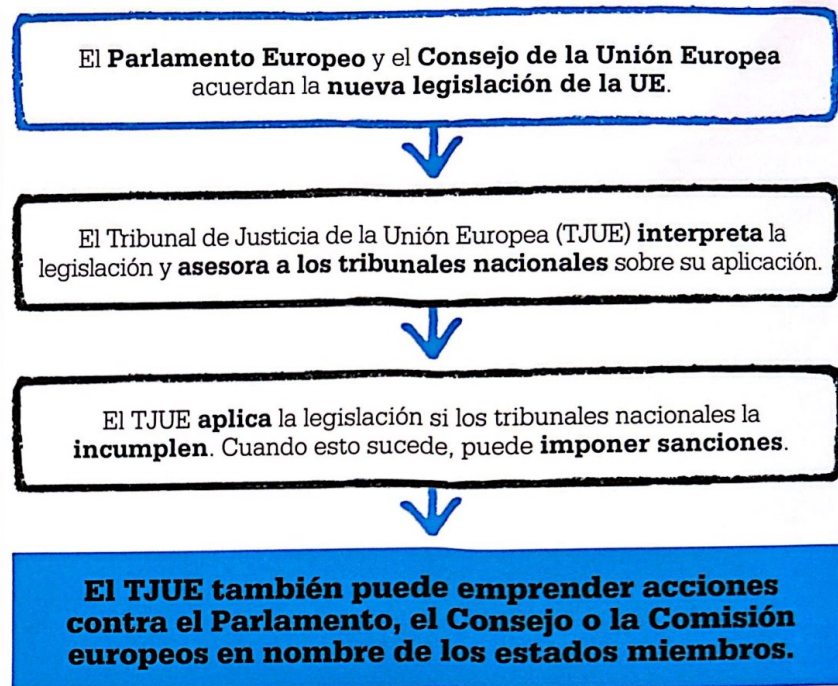 El Parlamento Europeo y el Consejo de la Unión Europea
acuerdan la nueva legislación de la UE.
El Tribunal de Justicia de la Unión Europea (TJUE) interpreta la
legislación y asesora a los tribunales nacionales sobre su aplicación.
El TJUE aplica la legislación si los tribunales nacionales la
incumplen. Cuando esto sucede, puede imponer sanciones.
El TJUE también puede emprender acciones
contra el Parlamento, el Consejo o la Comisión
europeos en nombre de los estados miembros.